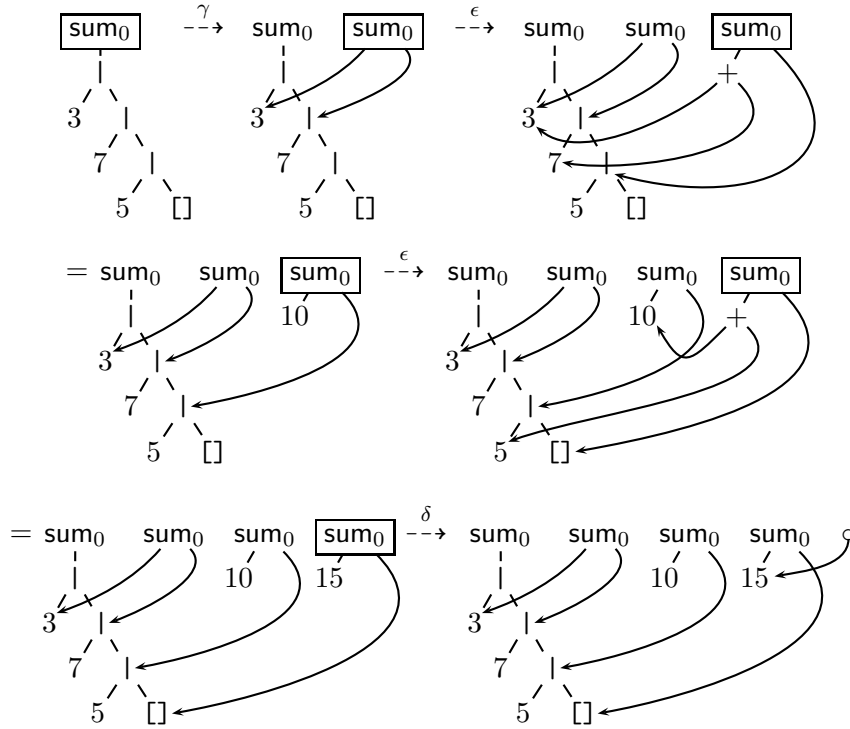 sum₀ γ sum₀ sum₀ ϵ sum₀ sum₀ sum₀
| | | +
3 | 3 | 3 |
7 | 7 | 7 |
5 [] 5 [] 5 []
= sum₀ sum₀ sum₀ ϵ sum₀ sum₀ sum₀ sum₀
| 10 | 10 +
3 | 3 |
7 | 7 |
5 [] 5 []
= sum₀ sum₀ sum₀ sum₀ δ sum₀ sum₀ sum₀ sum₀
| 10 15 | 10 15
3 | 3 |
7 | 7 |
5 [] 5 []